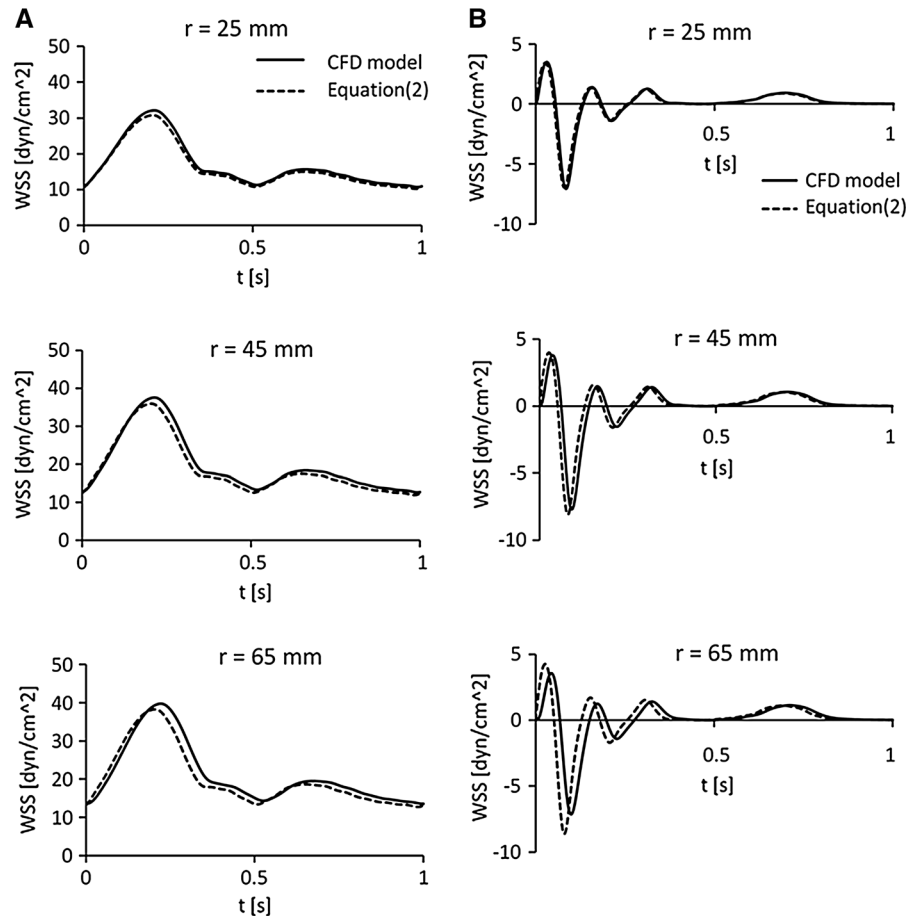 A
r = 25 mm
WSS [dyn/cm^2]
50
40
30
20
10
0
0
0.5
1
t [s]
CFD model
Equation(2)
B
r = 25 mm
WSS [dyn/cm^2]
5
0
-5
-10
0.5
1
t [s]
CFD model
Equation(2)
r = 45 mm
WSS [dyn/cm^2]
50
40
30
20
10
0
0
0.5
1
t [s]
r = 45 mm
WSS [dyn/cm^2]
5
0
-5
-10
0.5
1
t [s]
r = 65 mm
WSS [dyn/cm^2]
50
40
30
20
10
0
0
0.5
1
t [s]
r = 65 mm
WSS [dyn/cm^2]
5
0
-5
-10
0.5
1
t [s]